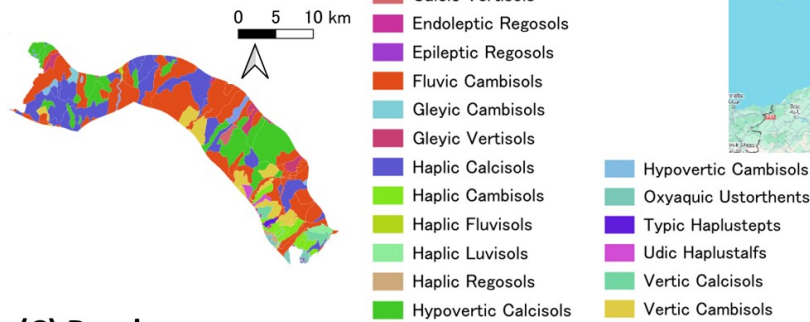 0 5 10 km
Endoleptic Regosols
Epileptic Regosols
Fluvic Cambisols
Gleyic Cambisols
Gleyic Vertisols
Haplic Calcisols
Haplic Cambisols
Haplic Fluvisols
Haplic Luvisols
Haplic Regosols
Hypovertic Calcisols
Hypovertic Cambisols
Oxyaquic Ustorthents
Typic Haplustepts
Udic Haplustalfs
Vertic Calcisols
Vertic Cambisols